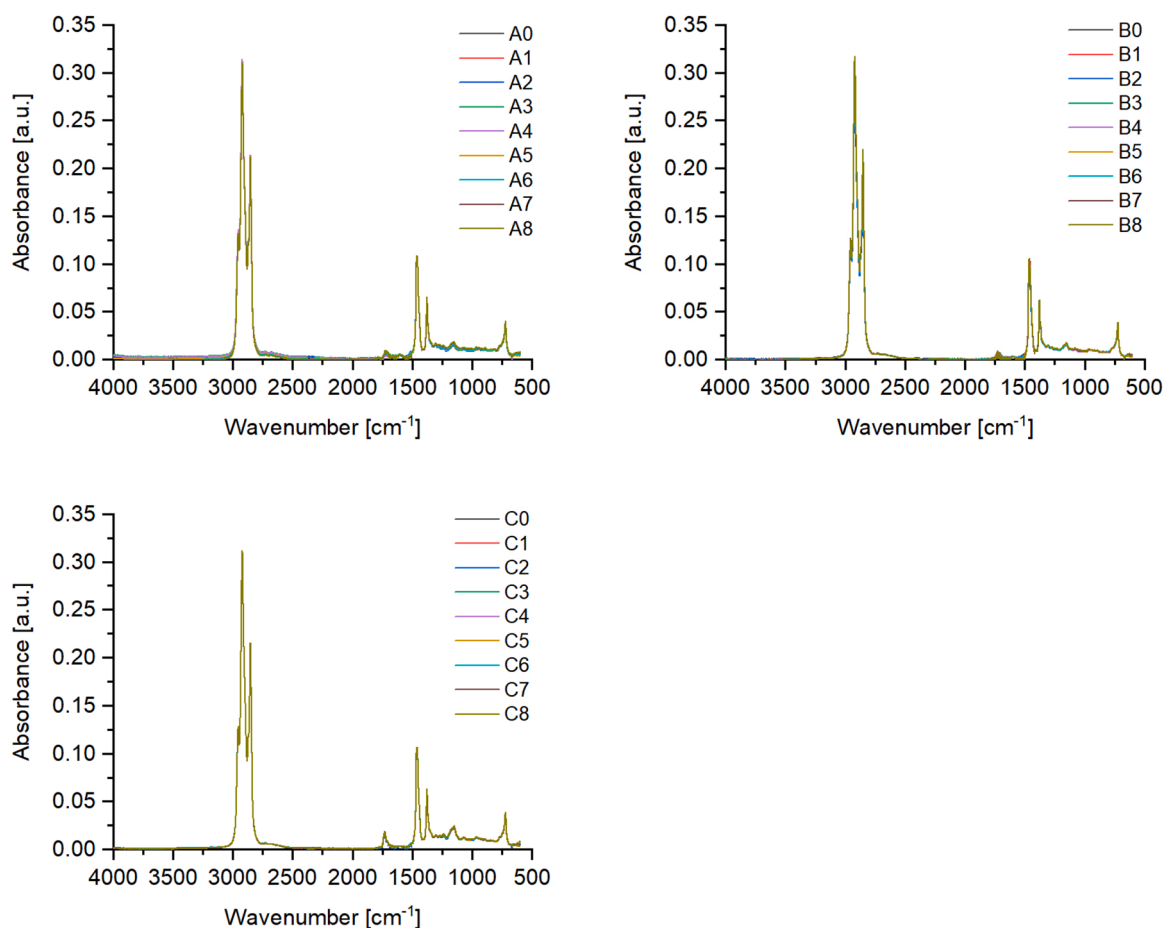 0.35
0.30
0.25
0.20
0.15
0.10
0.05
0.00
Absorbance [a.u.]
4000 3500 3000 2500 2000 1500 1000 500
Wavenumber [cm⁻¹]
A0
A1
A2
A3
A4
A5
A6
A7
A8
0.35
0.30
0.25
0.20
0.15
0.10
0.05
0.00
Absorbance [a.u.]
4000 3500 3000 2500 2000 1500 1000 500
Wavenumber [cm⁻¹]
B0
B1
B2
B3
B4
B5
B6
B7
B8
0.35
0.30
0.25
0.20
0.15
0.10
0.05
0.00
Absorbance [a.u.]
4000 3500 3000 2500 2000 1500 1000 500
Wavenumber [cm⁻¹]
C0
C1
C2
C3
C4
C5
C6
C7
C8